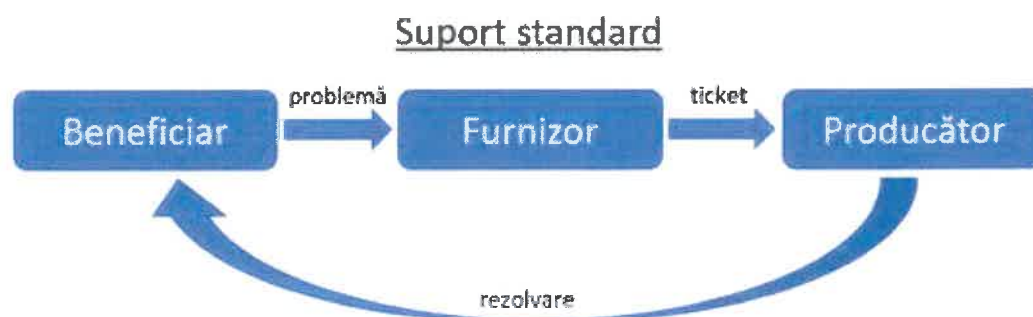 Suport standard
problemă
ticket
Beneficiar
Furnizor
Producător
rezolvare